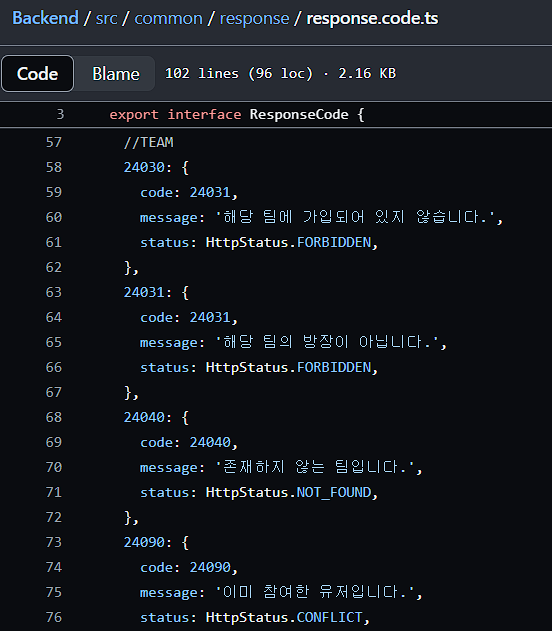 Backend / src / common / response / response.code.ts
Code Blame 102 lines (96 loc) · 2.16 KB
3 export interface ResponseCode {
57 //TEAM
58 24030: {
59 code: 24031,
60 message: '해당 팀에 가입되어 있지 않습니다.',
61 status: HttpStatus.FORBIDDEN,
62 },
63 24031: {
64 code: 24031,
65 message: '해당 팀의 방장이 아닙니다.',
66 status: HttpStatus.FORBIDDEN,
67 },
68 24040: {
69 code: 24040,
70 message: '존재하지 않는 팀입니다.',
71 status: HttpStatus.NOT_FOUND,
72 },
73 24090: {
74 code: 24090,
75 message: '이미 참여한 유저입니다.',
76 status: HttpStatus.CONFLICT,